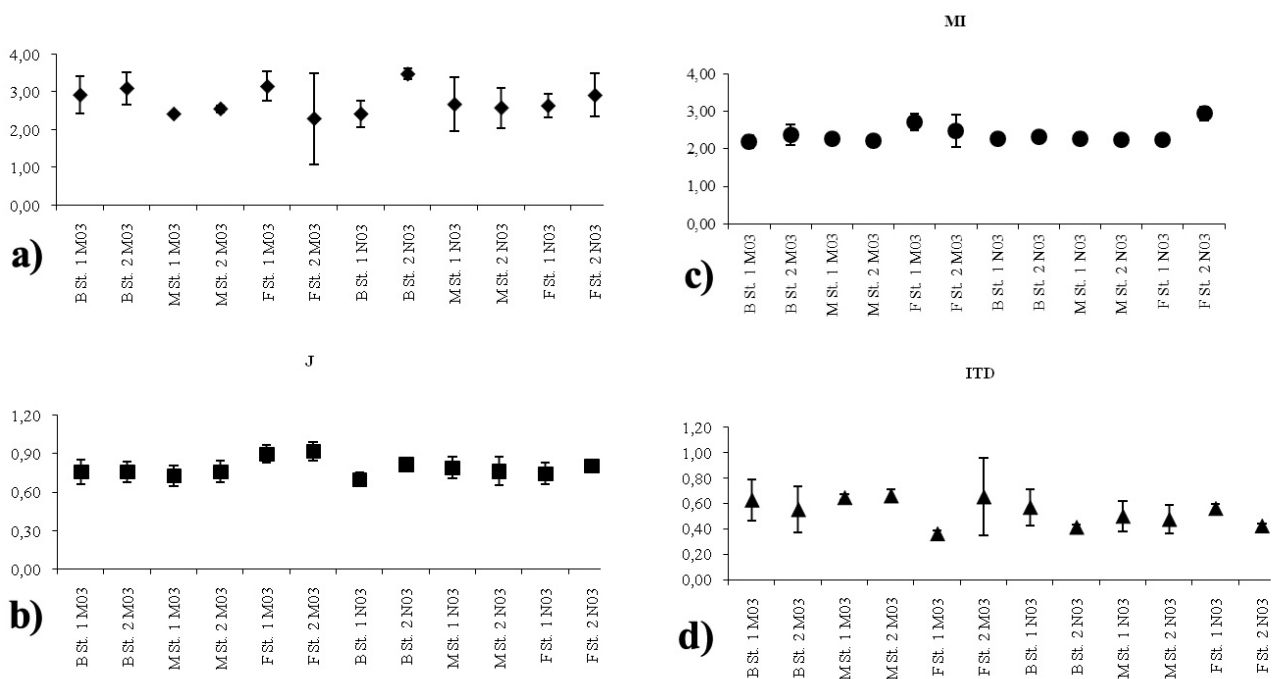 4,00
3,00
2,00
1,00
0,00
B St. 1 M03
B St. 2 M03
M St. 1 M03
M St. 2 M03
F St. 1 M03
F St. 2 M03
B St. 1 N03
B St. 2 N03
M St. 1 N03
M St. 2 N03
F St. 1 N03
F St. 2 N03
a)
J
1,20
0,90
0,60
0,30
0,00
B St. 1 M03
B St. 2 M03
M St. 1 M03
M St. 2 M03
F St. 1 M03
F St. 2 M03
B St. 1 N03
B St. 2 N03
M St. 1 N03
M St. 2 N03
F St. 1 N03
F St. 2 N03
b)
MI
4,00
3,00
2,00
1,00
0,00
B St. 1 M03
B St. 2 M03
M St. 1 M03
M St. 2 M03
F St. 1 M03
F St. 2 M03
B St. 1 N03
B St. 2 N03
M St. 1 N03
M St. 2 N03
F St. 1 N03
F St. 2 N03
c)
ITD
1,20
1,00
0,80
0,60
0,40
0,20
0,00
B St. 1 M03
B St. 2 M03
M St. 1 M03
M St. 2 M03
F St. 1 M03
F St. 2 M03
B St. 1 N03
B St. 2 N03
M St. 1 N03
M St. 2 N03
F St. 1 N03
F St. 2 N03
d)